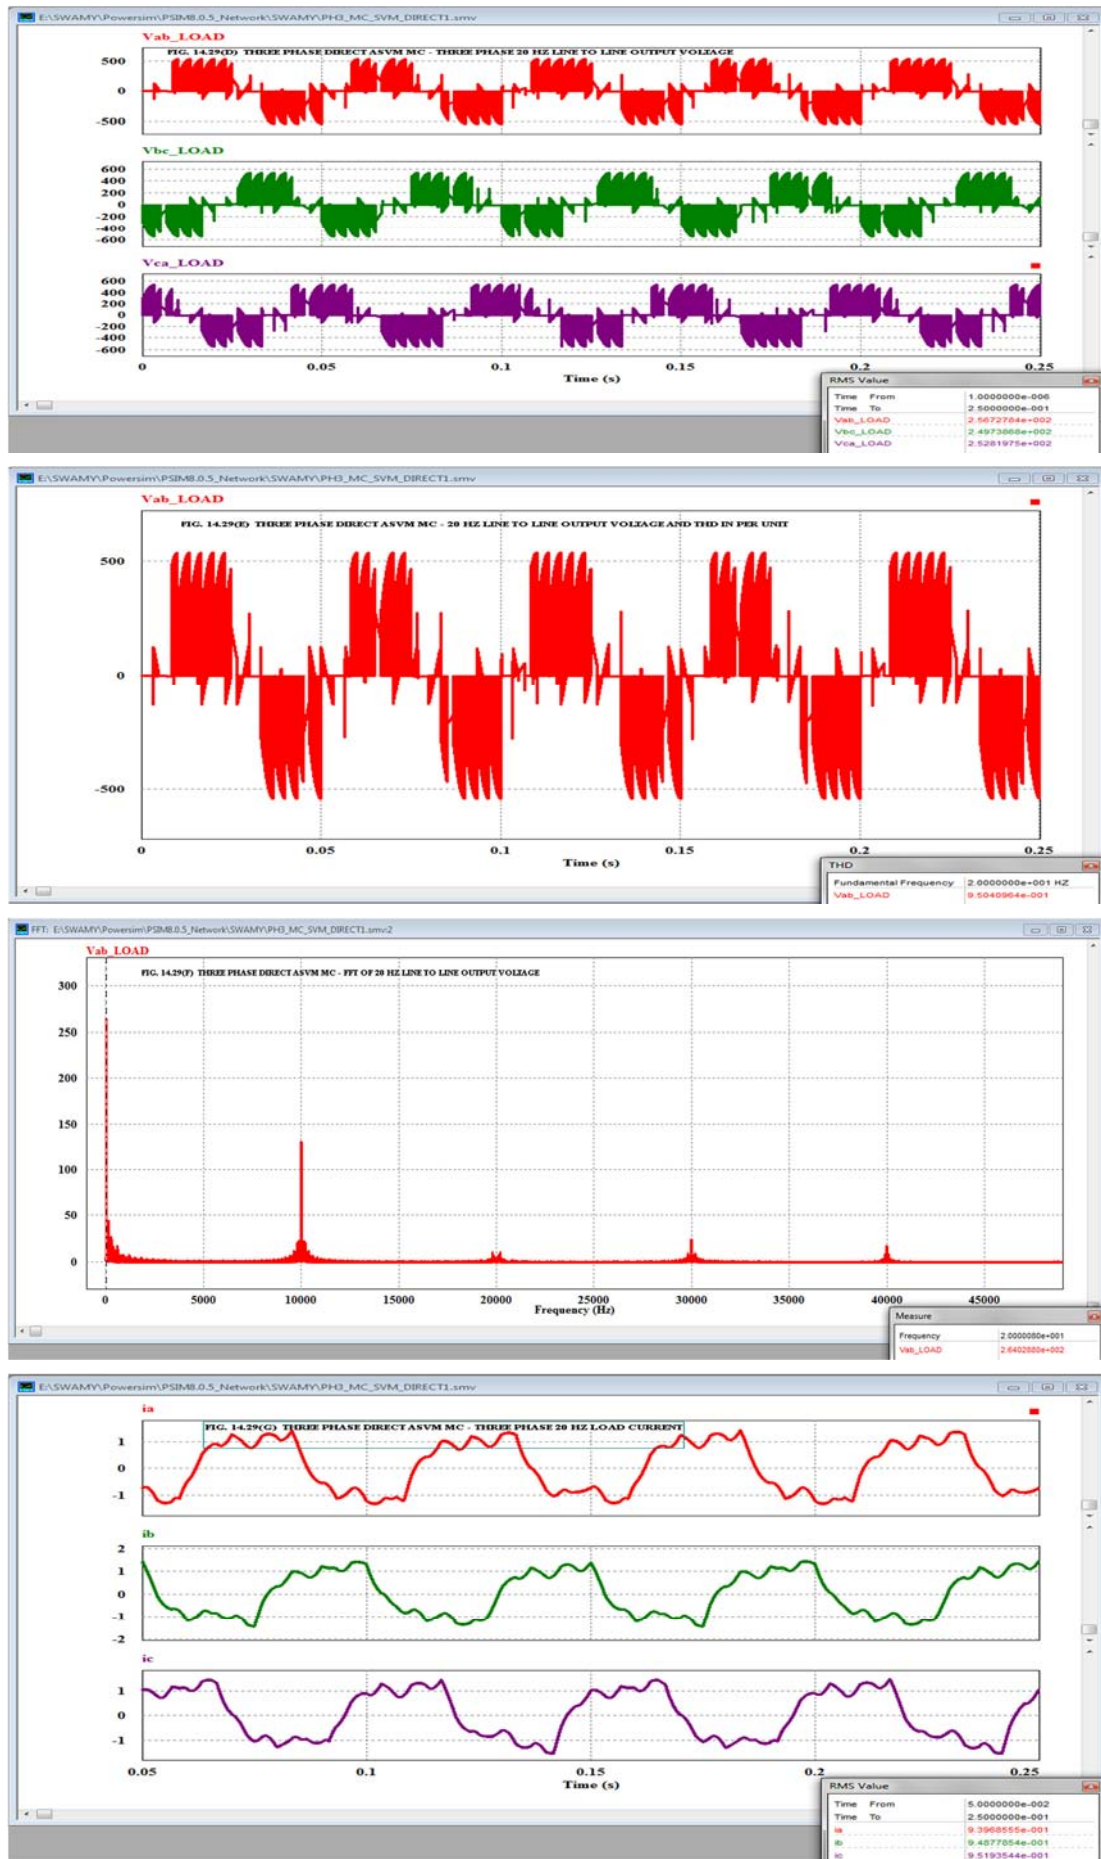 E:\SWAMY\Powersim\PSIM8.0.5_Network\SWAMY\PH3_MC_SVM_DIRECT1.smv
Vab_LOAD
FIG. 14.29(D) THREE PHASE DIRECT ASVM MC - THREE PHASE 20 HZ LINE TO LINE OUTPUT VOLTAGE
500
0
-500
Vbc_LOAD
600
400
200
0
-200
-400
-600
Vca_LOAD
600
400
200
0
-200
-400
-600
0 0.05 0.1 0.15 0.2 0.25
Time (s)
RMS Value
Time From 1.0000000e-006
Time To 2.5000000e-001
Vab_LOAD 2.5672784e+002
Vbc_LOAD 2.4973868e+002
Vca_LOAD 2.5281975e+002
E:\SWAMY\Powersim\PSIM8.0.5_Network\SWAMY\PH3_MC_SVM_DIRECT1.smv
Vab_LOAD
FIG. 14.29(E) THREE PHASE DIRECT ASVM MC - 20 HZ LINE TO LINE OUTPUT VOLTAGE AND THD IN PER UNIT
500
0
-500
0 0.05 0.1 0.15 0.2 0.25
Time (s)
THD
Fundamental Frequency 2.0000000e+001 HZ
Vab_LOAD 9.5040964e-001
FFT: E:\SWAMY\Powersim\PSIM8.0.5_Network\SWAMY\PH3_MC_SVM_DIRECT1.smv:2
Vab_LOAD
FIG. 14.29(F) THREE PHASE DIRECT ASVM MC - FFT OF 20 HZ LINE TO LINE OUTPUT VOLTAGE
300
250
200
150
100
50
0
0 5000 10000 15000 20000 25000 30000 35000 40000 45000
Frequency (Hz)
Measure
Frequency 2.0000080e+001
Vab_LOAD 2.6402880e+002
E:\SWAMY\Powersim\PSIM8.0.5_Network\SWAMY\PH3_MC_SVM_DIRECT1.smv
ia
FIG. 14.29(G) THREE PHASE DIRECT ASVM MC - THREE PHASE 20 HZ LOAD CURRENT
1
0
-1
ib
2
1
0
-1
-2
ic
1
0
-1
0.05 0.1 0.15 0.2 0.25
Time (s)
RMS Value
Time From 5.0000000e-002
Time To 2.5000000e-001
ia 9.3968555e-001
ib 9.4877854e-001
ic 9.5193544e-001